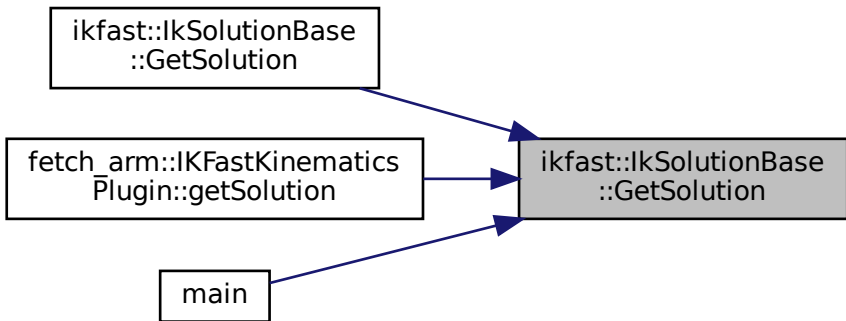 ikfast::IkSolutionBase
::GetSolution
fetch_arm::IKFastKinematics
Plugin::getSolution
main
ikfast::IkSolutionBase
::GetSolution